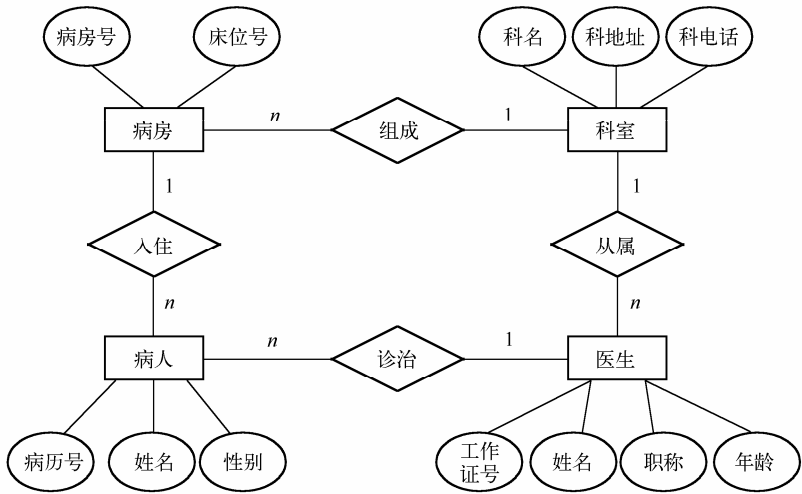 病房号
床位号
科名
科地址
科电话
病房
n
组成
1
科室
1
1
入住
从属
n
n
病人
n
诊治
1
医生
病历号
姓名
性别
工作
证号
姓名
职称
年龄